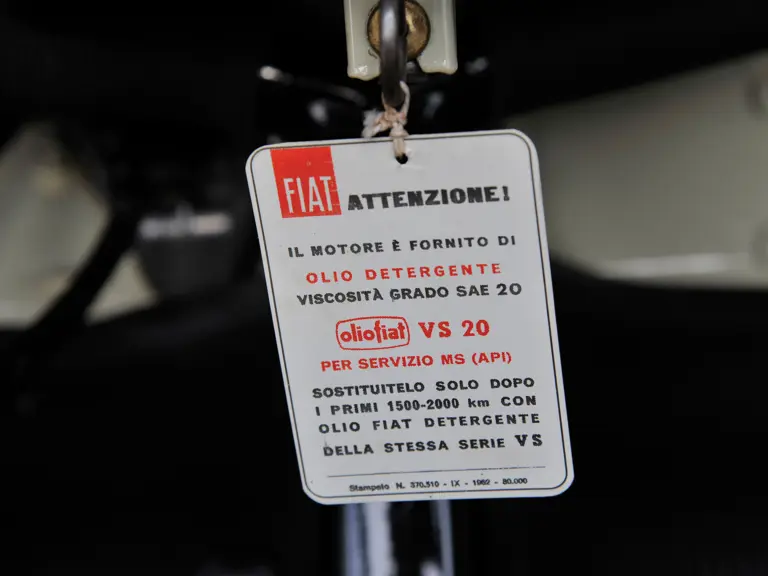 FIAT ATTENZIONE!
IL MOTORE È FORNITO DI
OLIO DETERGENTE
VISCOSITÀ GRADO SAE 20
oliofiat VS 20
PER SERVIZIO MS (API)
SOSTITUITELO SOLO DOPO
I PRIMI 1500-2000 km CON
OLIO FIAT DETERGENTE
DELLA STESSA SERIE VS
Stampelo N. 370.510 - IX - 1962 - 80.000